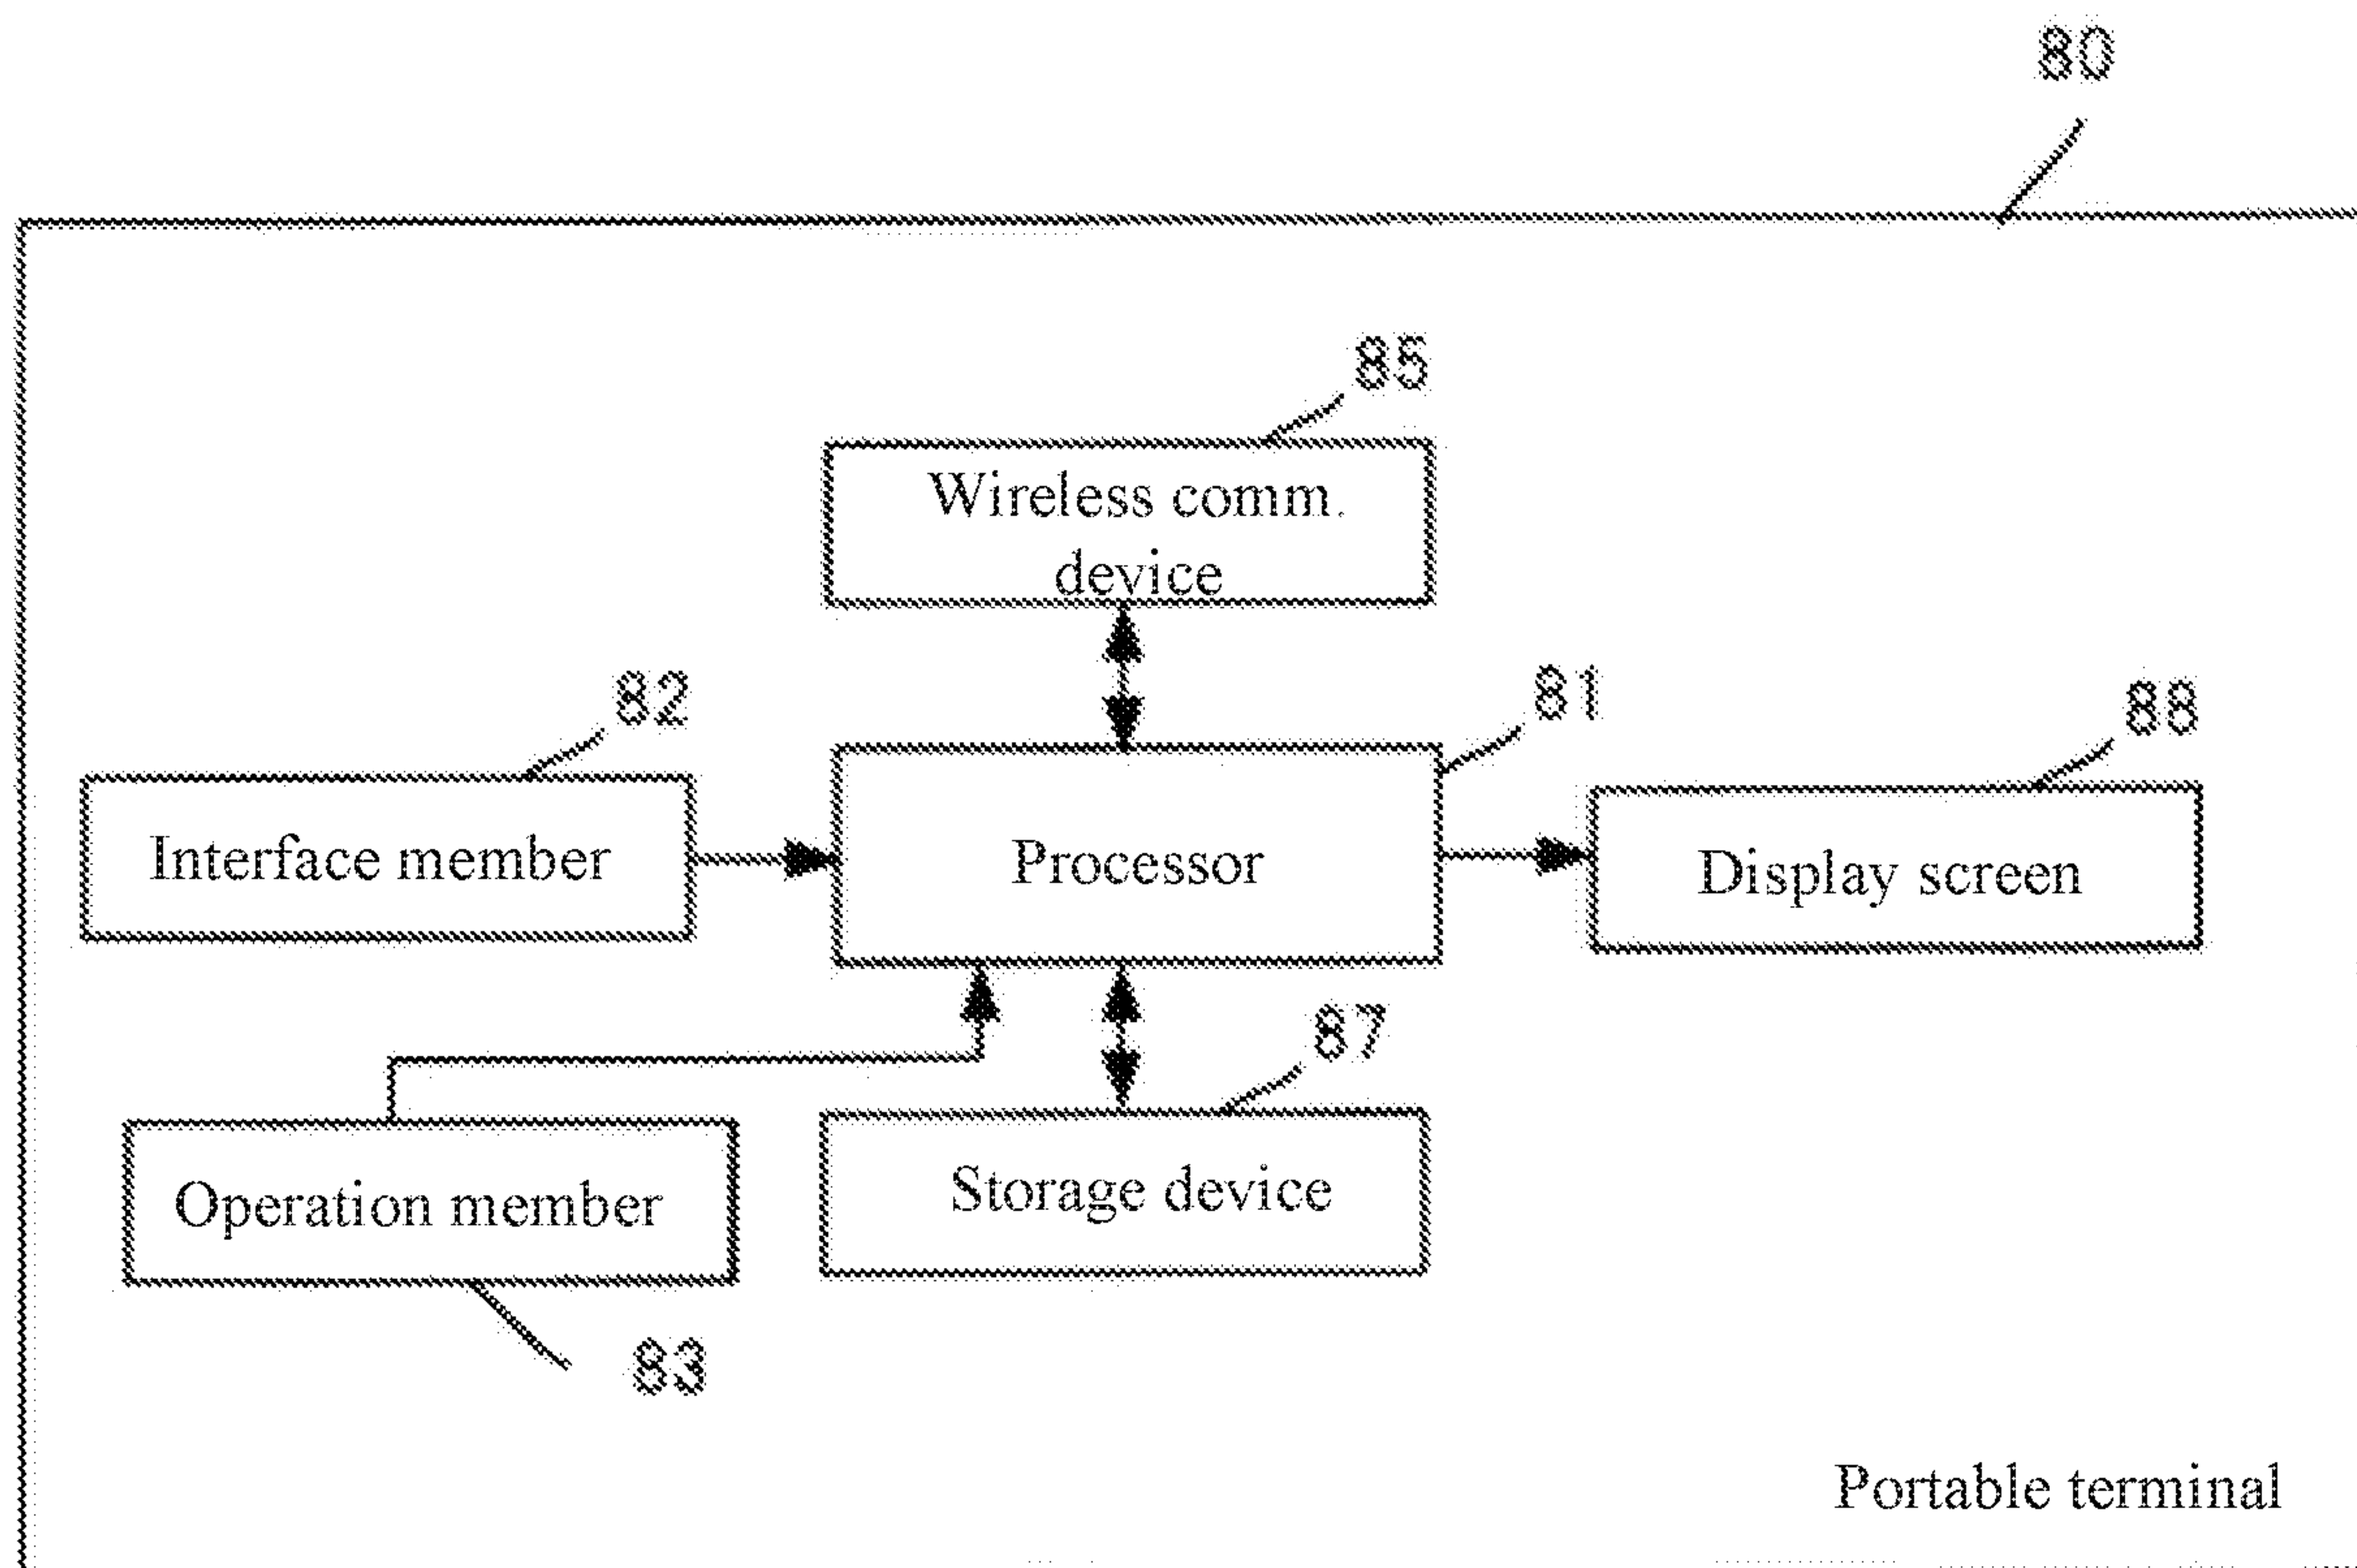 80
85
Wireless comm.
device
82
81
88
Interface member
Processor
Display screen
87
Operation member
Storage device
83
Portable terminal